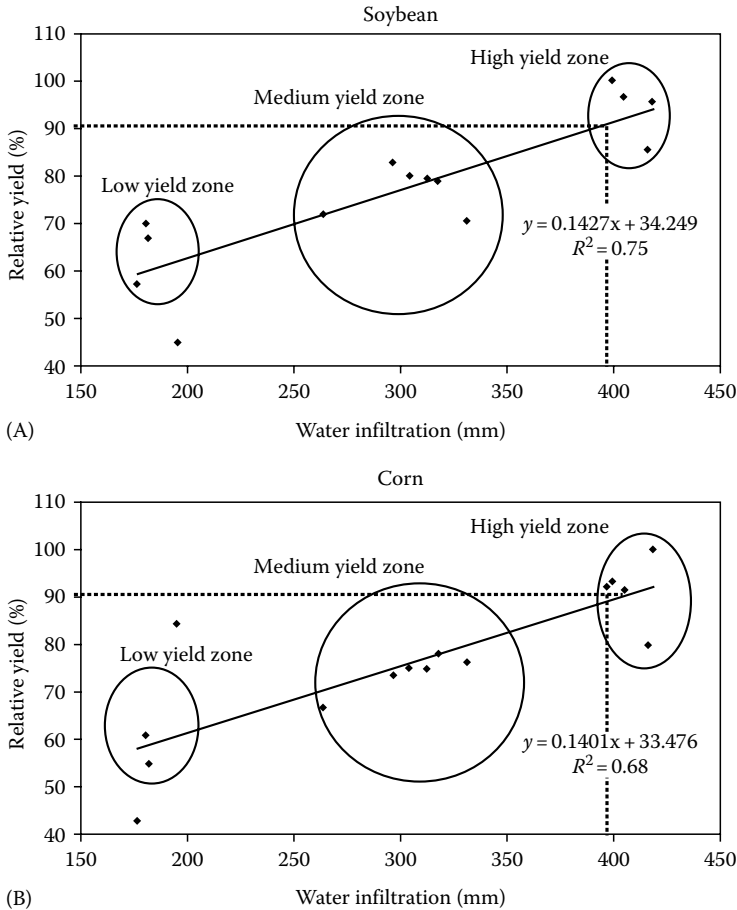 Soybean
110
100
90
80
70
60
50
40
Relative yield (%)
High yield zone
Medium yield zone
Low yield zone
y = 0.1427x + 34.249
R² = 0.75
150 200 250 300 350 400 450
(A) Water infiltration (mm)
Corn
110
100
90
80
70
60
50
40
Relative yield (%)
High yield zone
Medium yield zone
Low yield zone
y = 0.1401x + 33.476
R² = 0.68
150 200 250 300 350 400 450
(B) Water infiltration (mm)